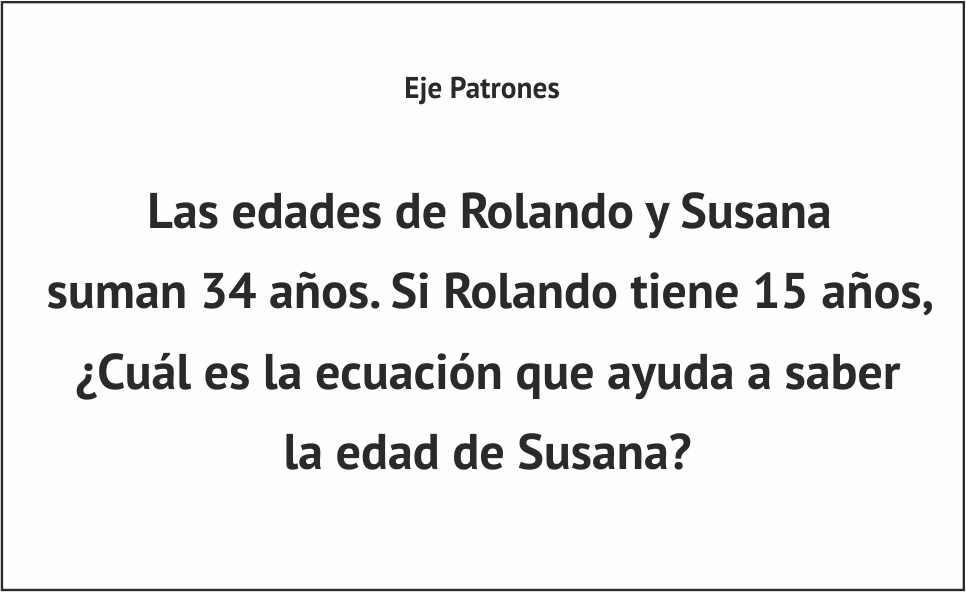 Eje Patrones
Las edades de Rolando y Susana
suman 34 años. Si Rolando tiene 15 años,
¿Cuál es la ecuación que ayuda a saber
la edad de Susana?